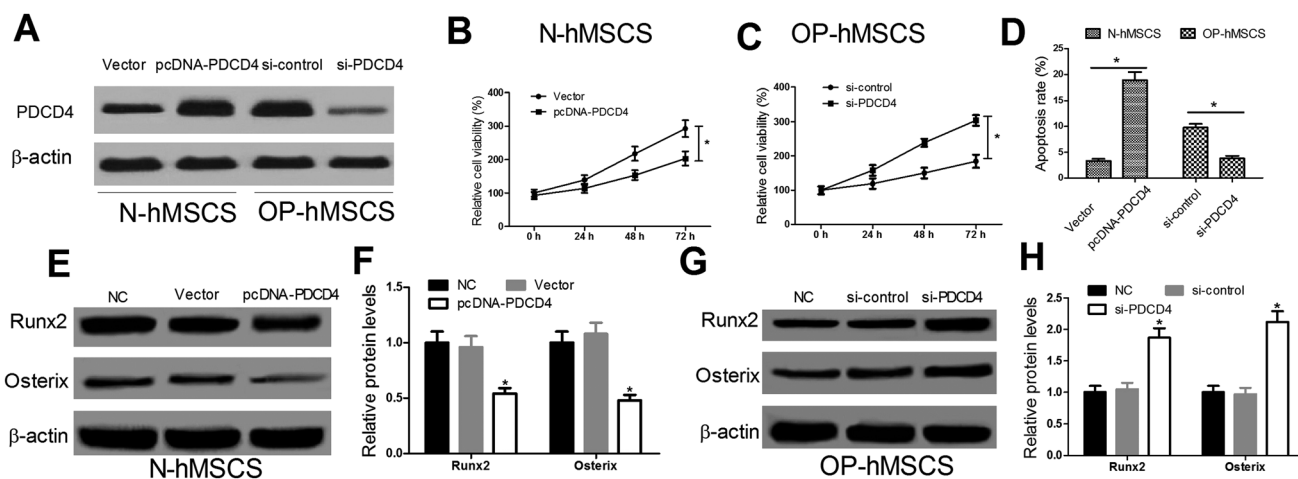 A
Vector pcDNA-PDCD4 si-control si-PDCD4
PDCD4
β-actin
N-hMSCS OP-hMSCS
B
N-hMSCS
Relative cell viability (%)
400
300
200
100
0
Vector
pcDNA-PDCD4
*
0 h 24 h 48 h 72 h
C
OP-hMSCS
Relative cell viability (%)
400
300
200
100
0
si-control
si-PDCD4
*
0 h 24 h 48 h 72 h
D
N-hMSCS OP-hMSCS
Apoptosis rate (%)
25
20
15
10
5
0
* *
Vector pcDNA-PDCD4 si-control si-PDCD4
E
NC Vector pcDNA-PDCD4
Runx2
Osterix
β-actin
N-hMSCS
F
NC Vector
pcDNA-PDCD4
Relative protein levels
1.5
1.0
0.5
0.0
* *
Runx2 Osterix
G
NC si-control si-PDCD4
Runx2
Osterix
β-actin
OP-hMSCS
H
NC si-control
si-PDCD4
Relative protein levels
2.5
2.0
1.5
1.0
0.5
0.0
* *
Runx2 Osterix